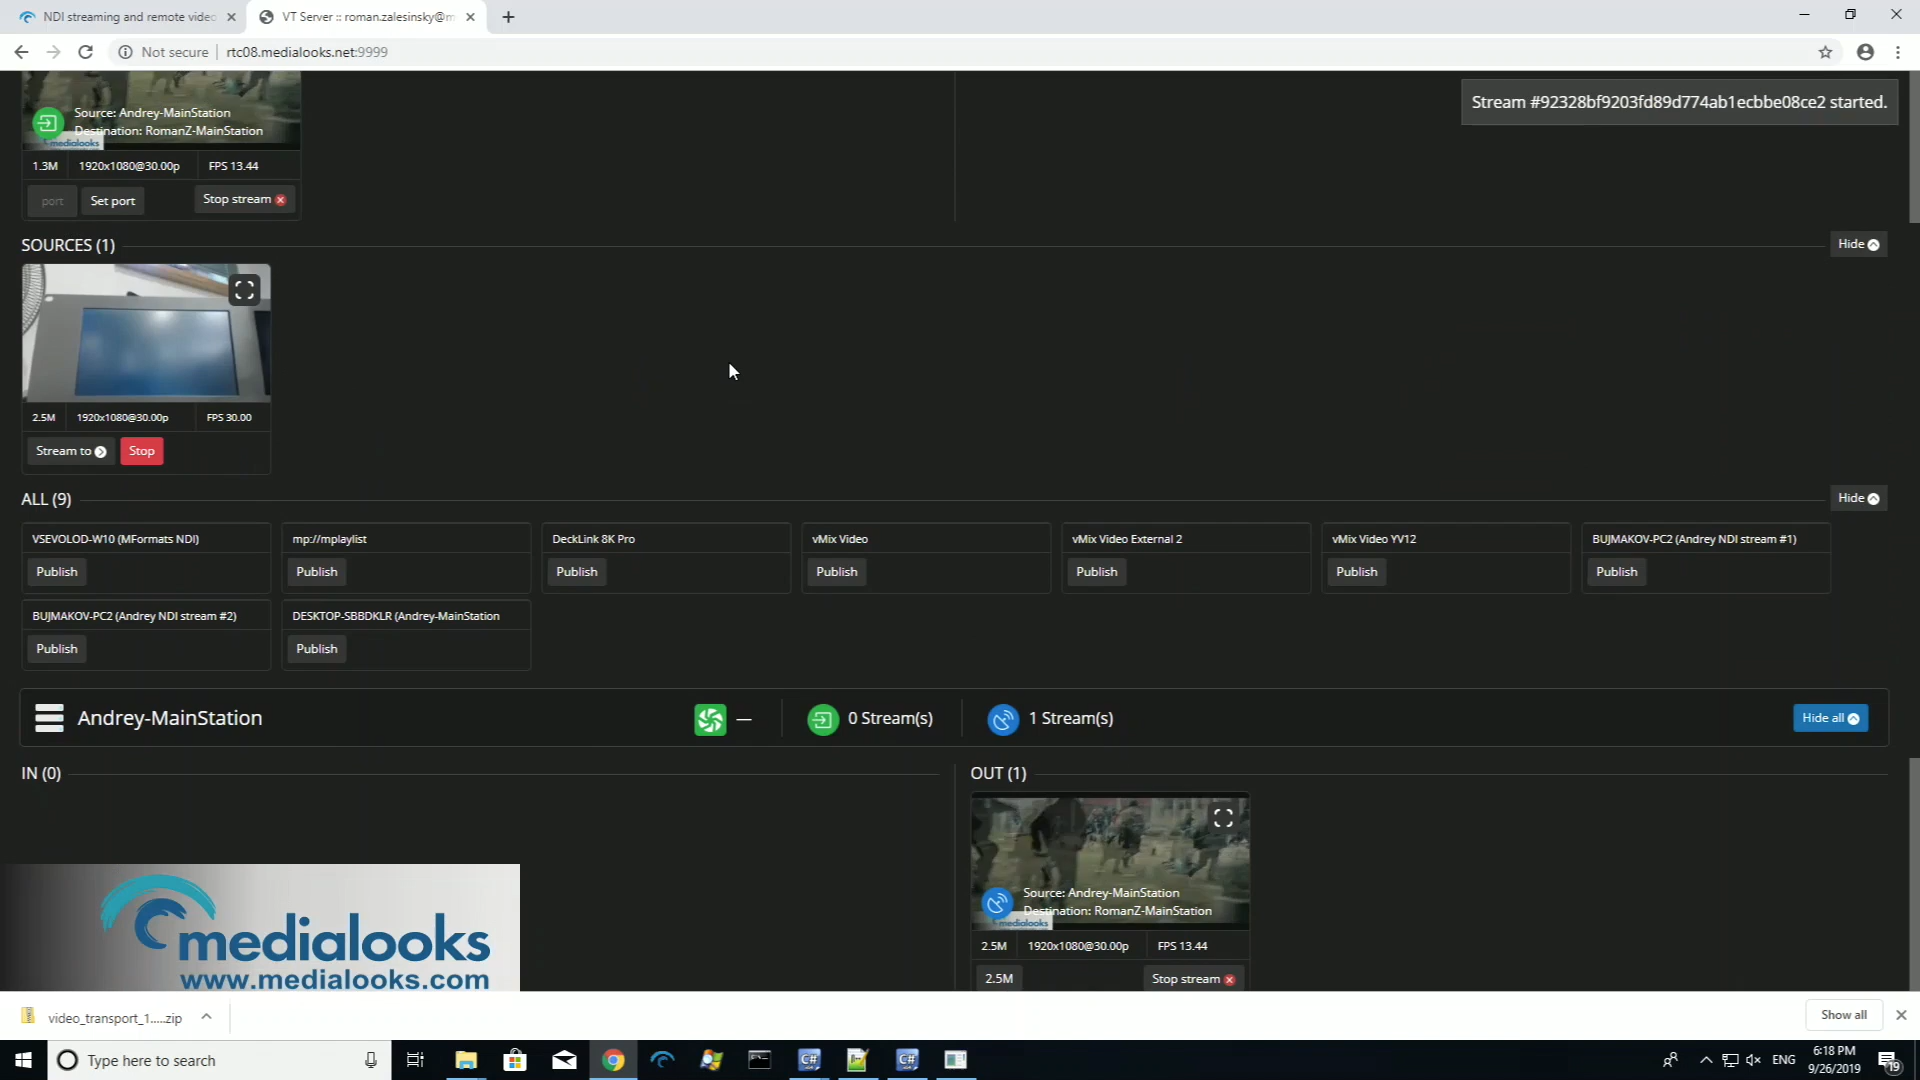 NDI streaming and remote video
VT Server :: roman.zalesinsky@m
Not secure
rtc08.medialooks.net:9999
Stream #92328bf9203fd89d774ab1ecbbe08ce2 started.
Source: Andrey-MainStation
Destination: RomanZ-MainStation
medialooks
1.3M
1920x1080@30.00p
FPS 13.44
port
Set port
Stop stream
SOURCES (1)
Hide
2.5M
1920x1080@30.00p
FPS 30.00
Stream to
Stop
ALL (9)
Hide
VSEVOLOD-W10 (MFormats NDI)
mp://mplaylist
DeckLink 8K Pro
vMix Video
vMix Video External 2
vMix Video YV12
BUJMAKOV-PC2 (Andrey NDI stream #1)
Publish
Publish
Publish
Publish
Publish
Publish
Publish
BUJMAKOV-PC2 (Andrey NDI stream #2)
DESKTOP-SBBDKLR (Andrey-MainStation
Publish
Publish
Andrey-MainStation
—
0 Stream(s)
1 Stream(s)
Hide all
IN (0)
OUT (1)
Source: Andrey-MainStation
Destination: RomanZ-MainStation
medialooks
2.5M
1920x1080@30.00p
FPS 13.44
2.5M
Stop stream
medialooks
www.medialooks.com
video_transport_1.....zip
Show all
Type here to search
ENG
6:18 PM
9/26/2019
19